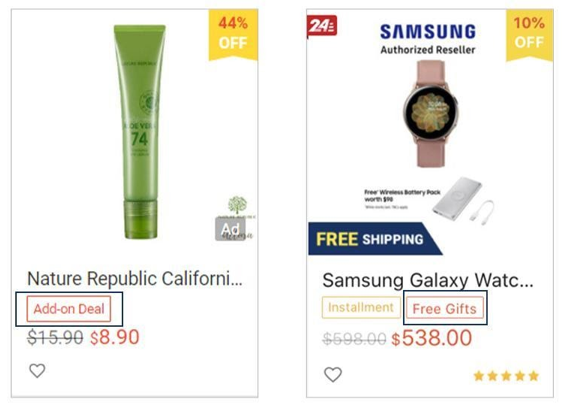 44%
OFF
NATURE REPUBLIC
ALOE VERA
74
Ad
Nature Republic Californi...
Add-on Deal
$15.90 $8.90
24
SAMSUNG
Authorized Reseller
10%
OFF
Free* Wireless Battery Pack
worth $98
FREE SHIPPING
Samsung Galaxy Watc...
Installment Free Gifts
$598.00 $538.00